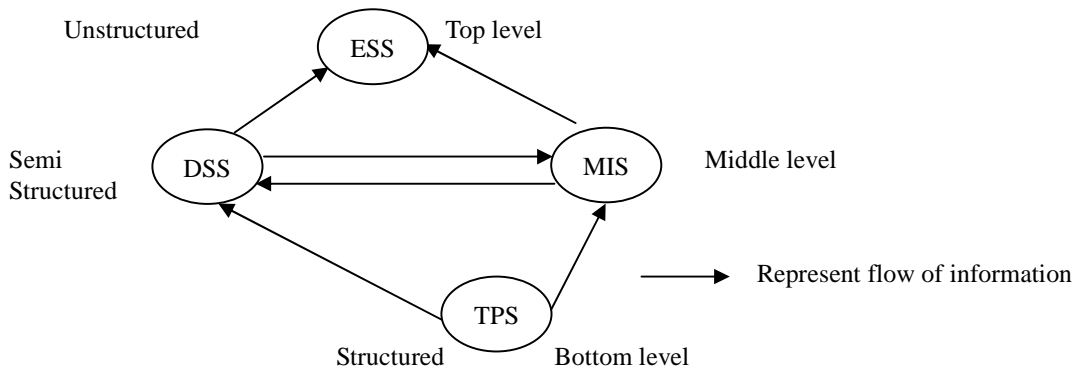 Unstructured
ESS
Top level
Semi
Structured
DSS
MIS
Middle level
Represent flow of information
TPS
Structured
Bottom level